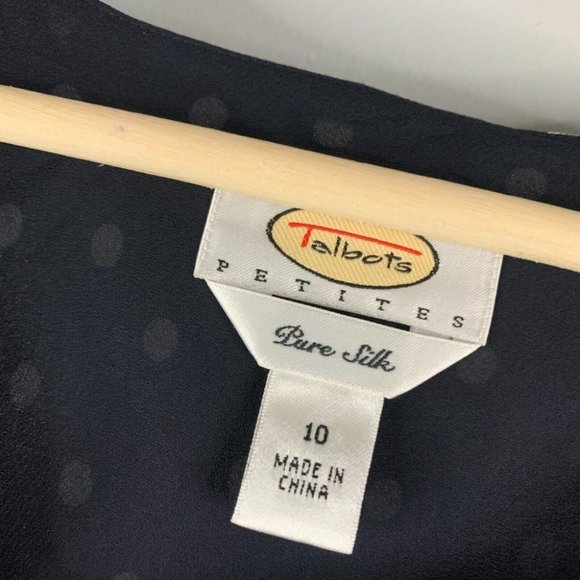 Talbots
PETITES
Pure Silk
10
MADE IN
CHINA